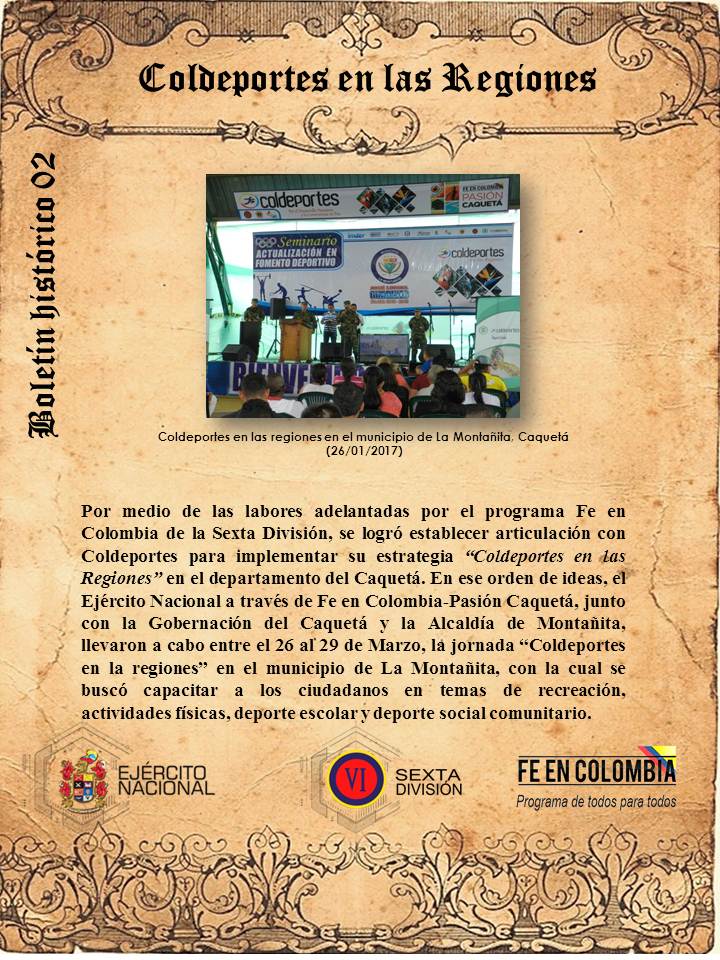 Coldeportes en las Regiones
Boletín histórico 02
coldeportes
FE EN COLOMBIA
PASIÓN
CAQUETÁ
Seminario
ACTUALIZACIÓN EN
FOMENTO DEPORTIVO
coldeportes
BIENVE
Coldeportes en las regiones en el municipio de La Montañita, Caquetá
(26/01/2017)
Por medio de las labores adelantadas por el programa Fe en
Colombia de la Sexta División, se logró establecer articulación con
Coldeportes para implementar su estrategia “Coldeportes en las
Regiones” en el departamento del Caquetá. En ese orden de ideas, el
Ejército Nacional a través de Fe en Colombia-Pasión Caquetá, junto
con la Gobernación del Caquetá y la Alcaldía de Montañita,
llevaron a cabo entre el 26 al 29 de Marzo, la jornada “Coldeportes
en la regiones” en el municipio de La Montañita, con la cual se
buscó capacitar a los ciudadanos en temas de recreación,
actividades físicas, deporte escolar y deporte social comunitario.
EJÉRCITO
NACIONAL
VI
SEXTA
DIVISIÓN
FE EN COLOMBIA
Programa de todos para todos